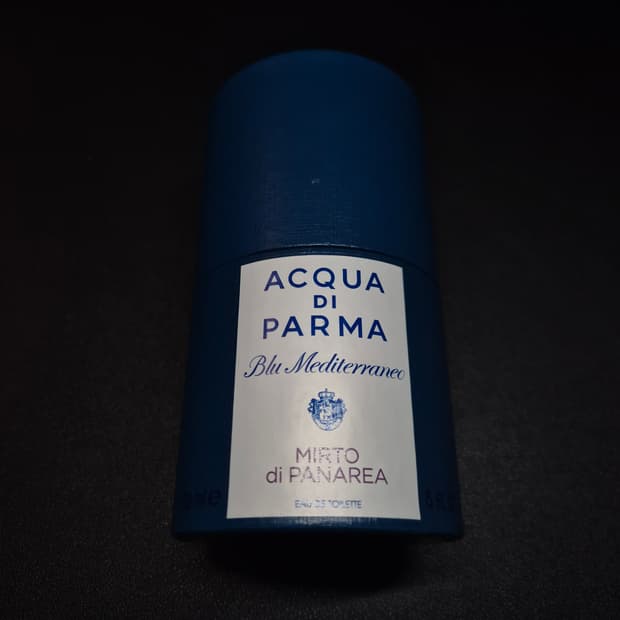 ACQUA
DI
PARMA
Blu Mediterraneo
MIRTO
di PANAREA
EAU DE TOILETTE